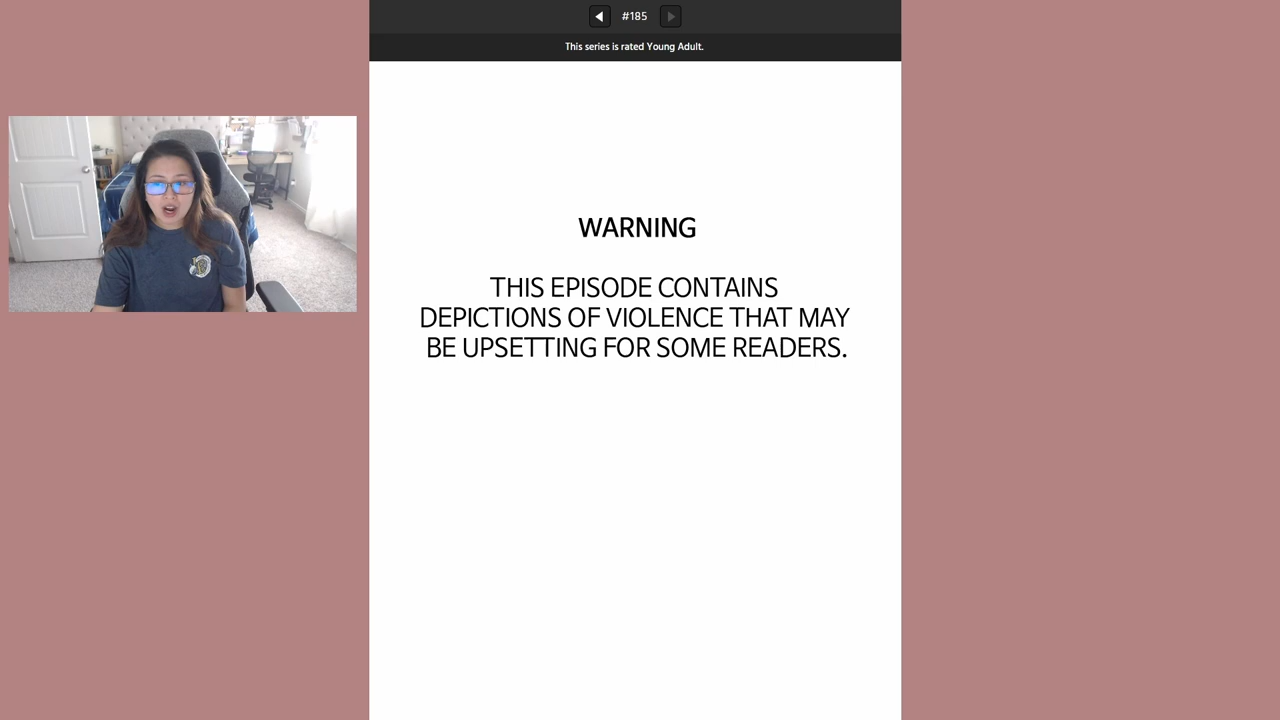 #185
This series is rated Young Adult.
WARNING
THIS EPISODE CONTAINS
DEPICTIONS OF VIOLENCE THAT MAY
BE UPSETTING FOR SOME READERS.